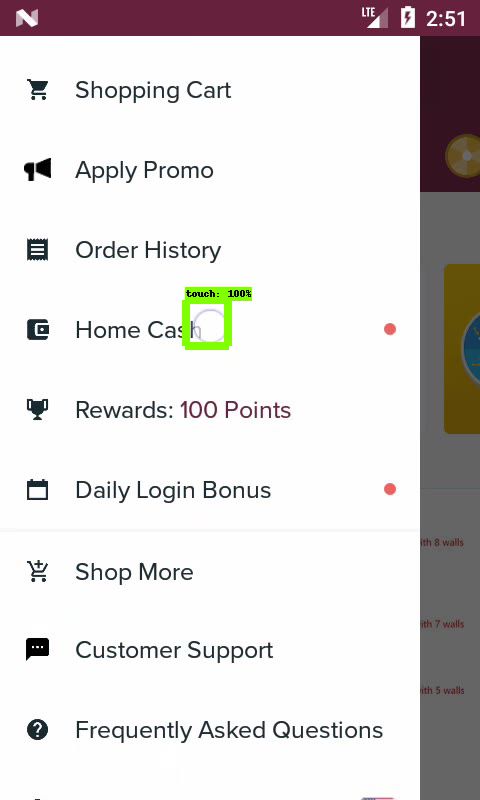 LTE 2:51
Shopping Cart
Apply Promo
Order History
touch: 100%
Home Cash
Rewards: 100 Points
Daily Login Bonus
ith 8 walls
Shop More
ith 7 walls
Customer Support
ith 5 walls
Frequently Asked Questions